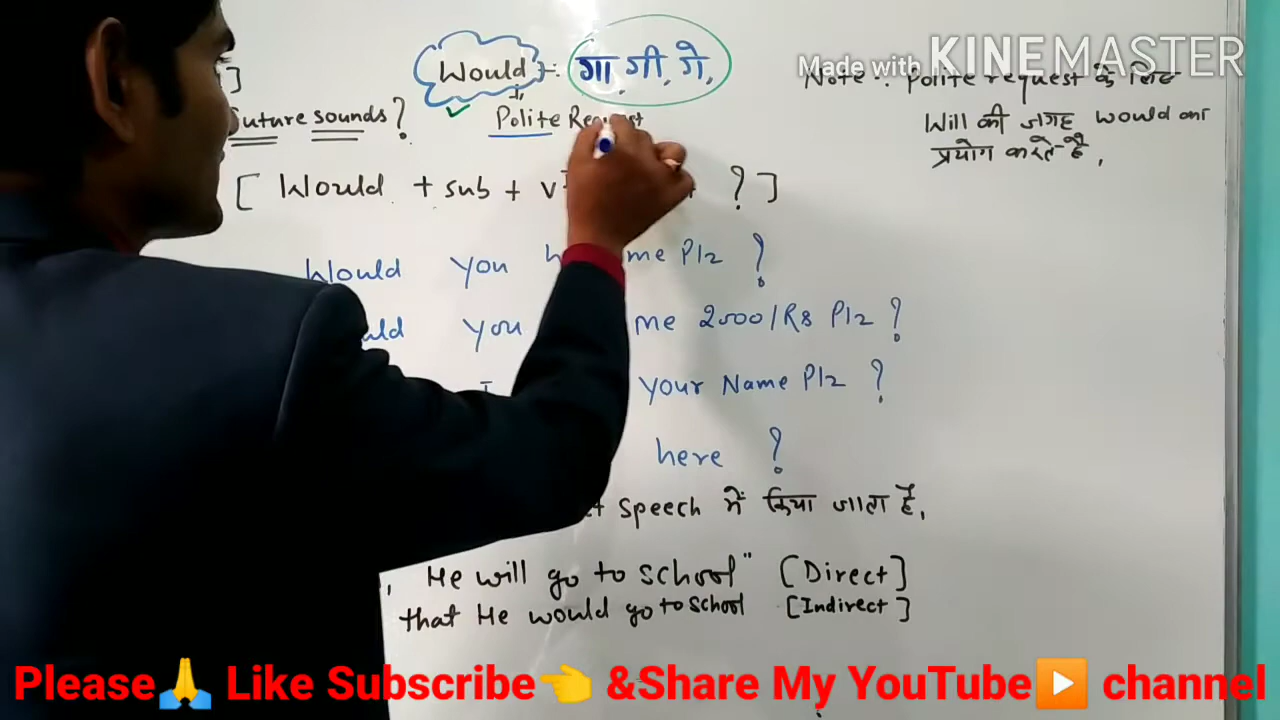 Made with KINEMASTER
Would :- गा, गी, गे,
Note :- Polite request के लिए
Will की जगह would का
प्रयोग करते है,
]
Future sounds?
Polite
[ Would + sub + V ? ]
Would you me Plz ?
you me 2000/Rs Plz ?
your Name Plz ?
here ?
Speech में किया जाता है,
, He will go to school" [Direct]
that He would go to school [Indirect]
Please🙏 Like Subscribe👈 &Share My YouTube▶️ channel